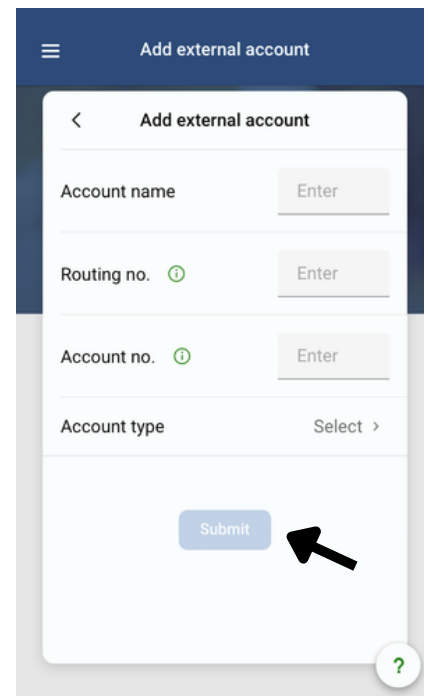 Add external account
Add external account
Account name Enter
Routing no. Enter
Account no. Enter
Account type Select
Submit
?